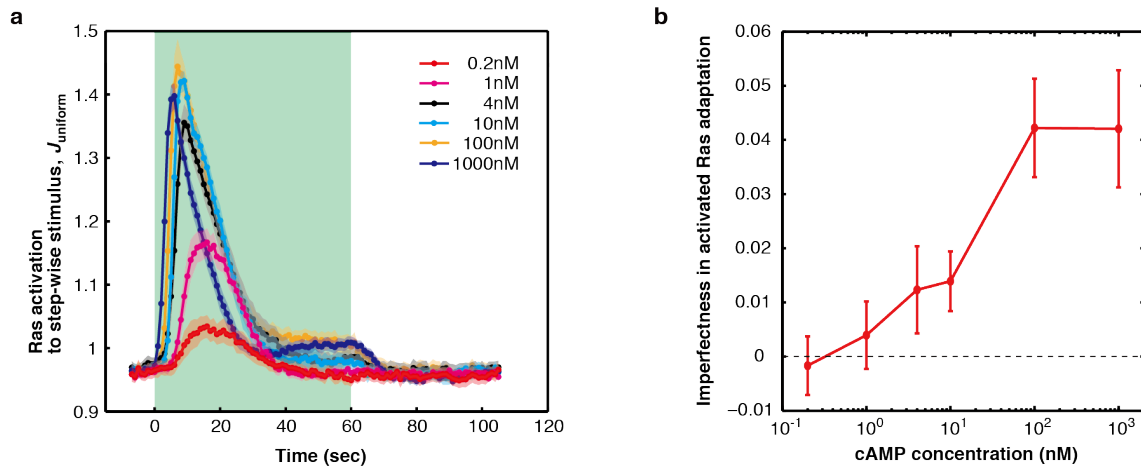 a
Ras activation
to step-wise stimulus, Juniform
1.5
1.4
1.3
1.2
1.1
1
0.9
0.2nM
1nM
4nM
10nM
100nM
1000nM
0
20
40
60
80
100
120
Time (sec)
b
Imperfectness in activated Ras adaptation
0.06
0.05
0.04
0.03
0.02
0.01
0
−0.01
10-1
100
101
102
103
cAMP concentration (nM)